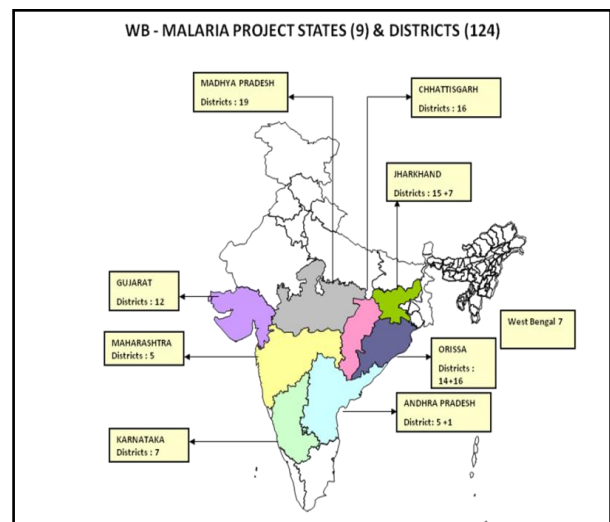 WB - MALARIA PROJECT STATES (9) & DISTRICTS (124)
MADHYA PRADESH
Districts : 19
CHHATTISGARH
Districts : 16
JHARKHAND
Districts : 15 +7
GUJARAT
Districts : 12
West Bengal 7
MAHARASHTRA
Districts : 5
ORISSA
Districts :
14+16
ANDHRA PRADESH
District: 5 +1
KARNATAKA
Districts : 7